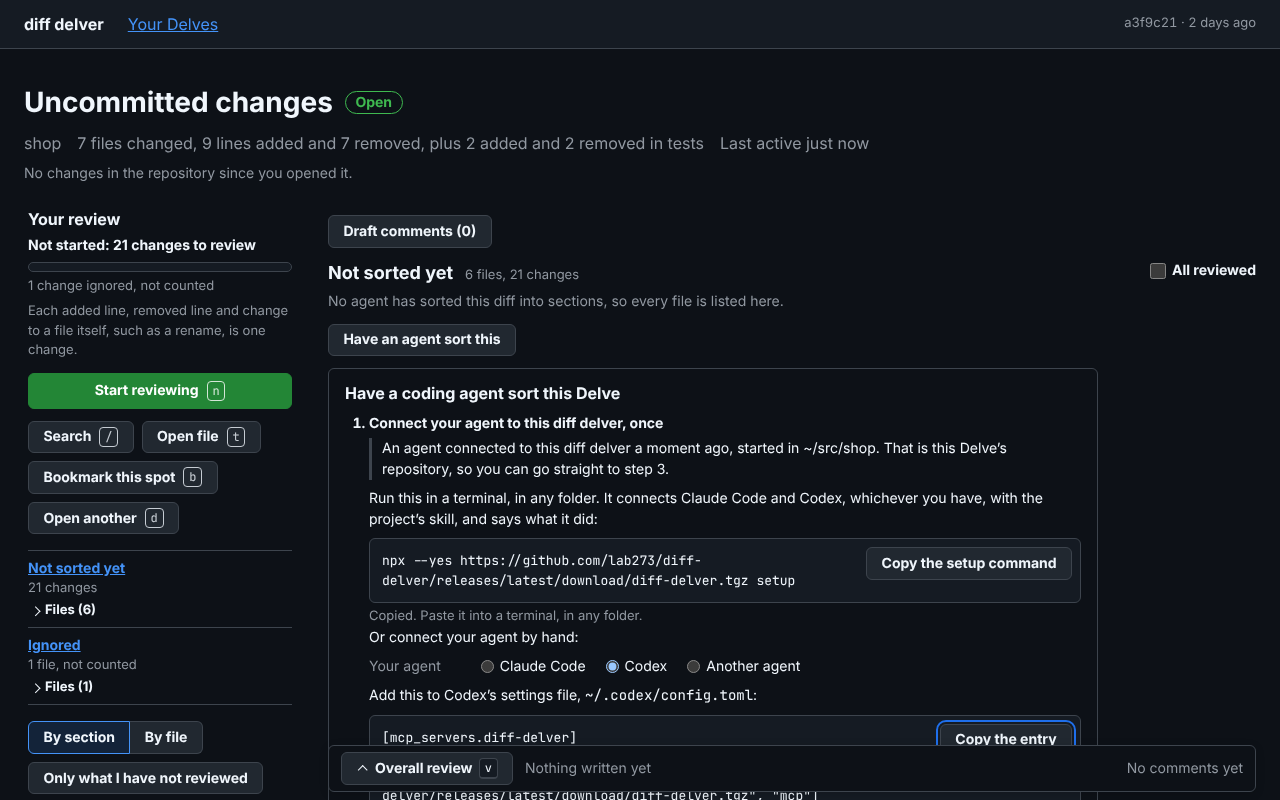 diff delver Your Delves a3f9c21 · 2 days ago
Uncommitted changes Open
shop 7 files changed, 9 lines added and 7 removed, plus 2 added and 2 removed in tests Last active just now
No changes in the repository since you opened it.
Your review
Not started: 21 changes to review
1 change ignored, not counted
Each added line, removed line and change
to a file itself, such as a rename, is one
change.
Start reviewing n
Search / Open file t
Bookmark this spot b
Open another d
Not sorted yet
21 changes
Files (6)
Ignored
1 file, not counted
Files (1)
By section By file
Only what I have not reviewed
Draft comments (0)
Not sorted yet 6 files, 21 changes All reviewed
No agent has sorted this diff into sections, so every file is listed here.
Have an agent sort this
Have a coding agent sort this Delve
1. Connect your agent to this diff delver, once
An agent connected to this diff delver a moment ago, started in ~/src/shop. That is this Delve’s
repository, so you can go straight to step 3.
Run this in a terminal, in any folder. It connects Claude Code and Codex, whichever you have, with the
project’s skill, and says what it did:
npx --yes https://github.com/lab273/diff-
delver/releases/latest/download/diff-delver.tgz setup
Copy the setup command
Copied. Paste it into a terminal, in any folder.
Or connect your agent by hand:
Your agent Claude Code Codex Another agent
Add this to Codex’s settings file, ~/.codex/config.toml:
[mcp_servers.diff-delver]
Copy the entry
Overall review v Nothing written yet No comments yet
delver/releases/latest/download/diff-delver.tgz", "mcp"]